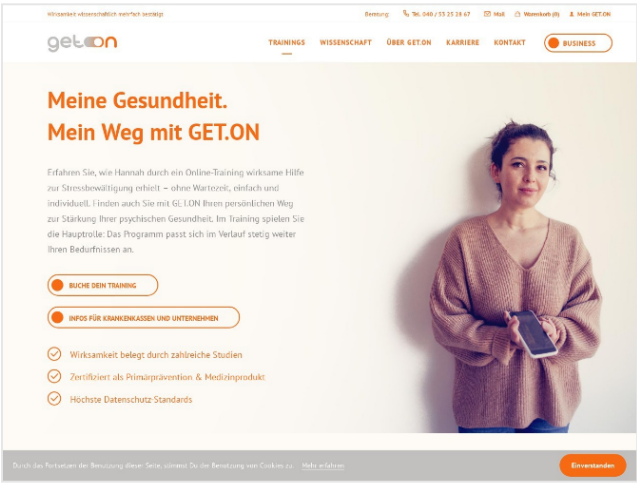 Wirksamkeit wissenschaftlich mehrfach bestätigt
Beratung Tel. 040 / 53 25 28 67 Mail Warenkorb (0) Mein GET.ON
get.on
TRAININGS WISSENSCHAFT ÜBER GET.ON KARRIERE KONTAKT BUSINESS
Meine Gesundheit.
Mein Weg mit GET.ON
Erfahren Sie, wie Hannah durch ein Online-Training wirksame Hilfe
zur Stressbewältigung erhielt – ohne Wartezeit, einfach und
individuell. Finden auch Sie mit GET.ON Ihren persönlichen Weg
zur Stärkung Ihrer psychischen Gesundheit. Im Training spielen Sie
die Hauptrolle: Das Programm passt sich im Verlauf stetig weiter
Ihren Bedürfnissen an.
BUCHE DEIN TRAINING
INFOS FÜR KRANKENKASSEN UND UNTERNEHMEN
Wirksamkeit belegt durch zahlreiche Studien
Zertifiziert als Primärprävention & Medizinprodukt
Höchste Datenschutz-Standards
Durch das Fortsetzen der Benutzung dieser Seite, stimmst Du der Benutzung von Cookies zu. Mehr erfahren
Einverstanden